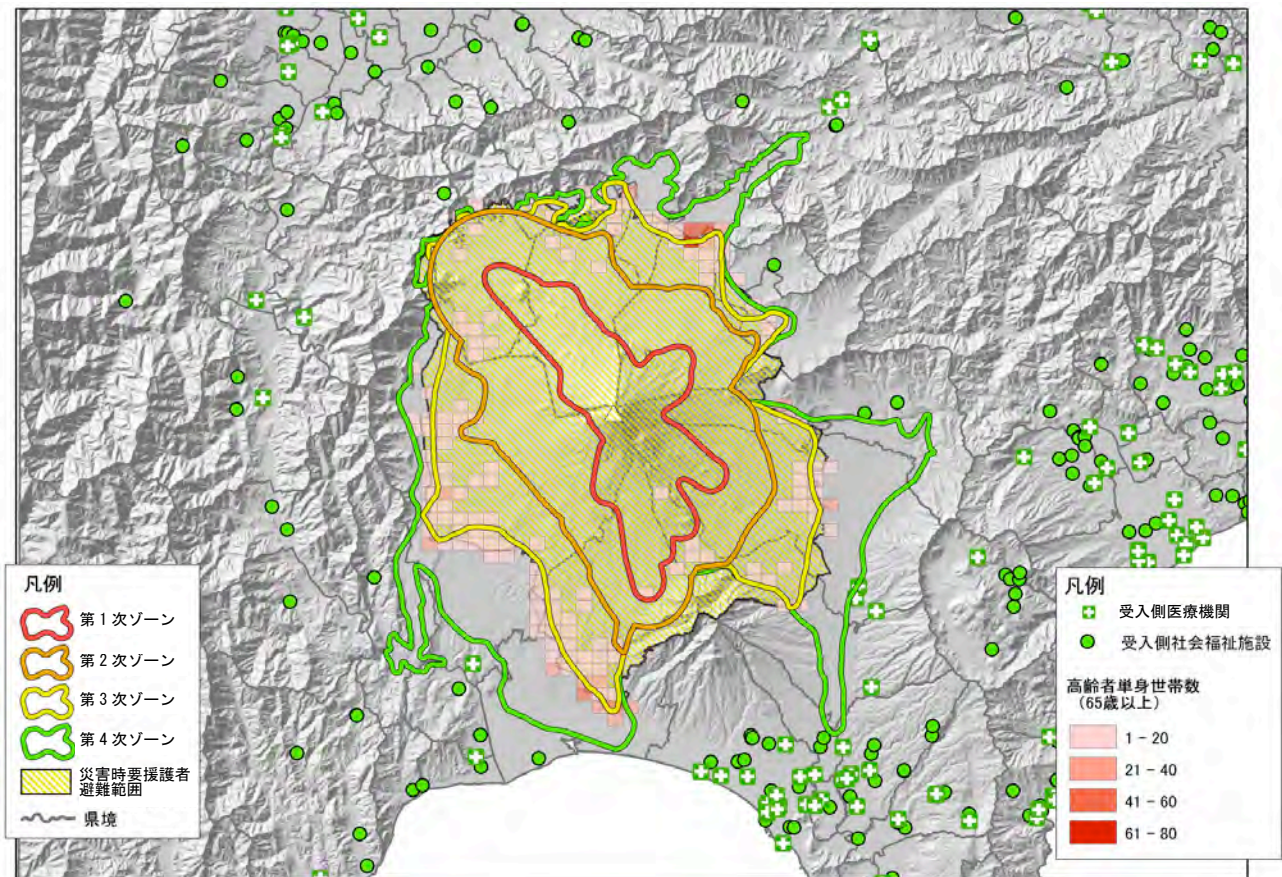 凡例
第1次ゾーン
第2次ゾーン
第3次ゾーン
第4次ゾーン
災害時要援護者
避難範囲
県境
凡例
受入側医療機関
受入側社会福祉施設
高齢者単身世帯数
(65歳以上)
1 - 20
21 - 40
41 - 60
61 - 80